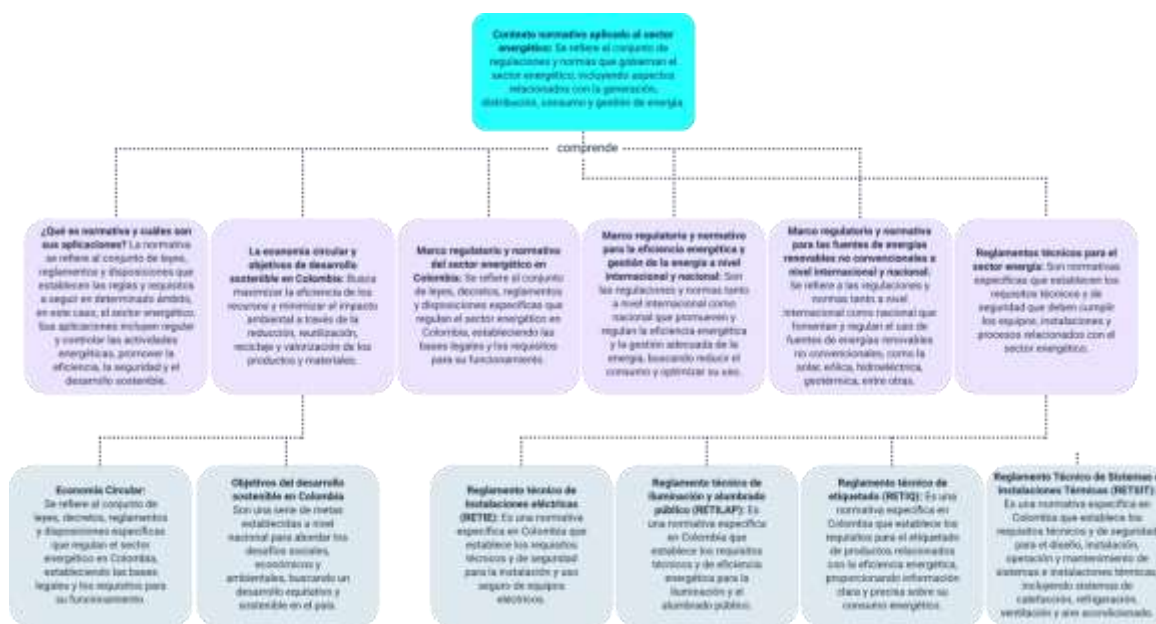 Contexto normativo aplicado al sector
energético: Se refiere al conjunto de
regulaciones y normas que gobiernan el
sector energético, incluyendo aspectos
relacionados con la generación,
distribución, consumo y gestión de energía
comprende
¿Qué es normativa y cuáles son
sus aplicaciones? La normativa
se refiere al conjunto de leyes,
reglamentos y disposiciones que
establecen las reglas y requisitos
a seguir en determinado ámbito,
en este caso, el sector energético.
Sus aplicaciones incluyen regular
y controlar las actividades
energéticas, promover la
eficiencia, la seguridad y el
desarrollo sostenible.
La economía circular y
objetivos de desarrollo
sostenible en Colombia: Busca
maximizar la eficiencia de los
recursos y minimizar el impacto
ambiental a través de la
reducción, reutilización,
reciclaje y valorización de los
productos y materiales.
Marco regulatorio y normativo
del sector energético en
Colombia: Se refiere al conjunto
de leyes, decretos, reglamentos
y disposiciones específicas que
regulan el sector energético en
Colombia, estableciendo las
bases legales y los requisitos
para su funcionamiento.
Marco regulatorio y normativo
para la eficiencia energética y
gestión de la energía a nivel
internacional y nacional: Son
las regulaciones y normas tanto
a nivel internacional como
nacional que promueven y
regulan la eficiencia energética
y la gestión adecuada de la
energía, buscando reducir el
consumo y optimizar su uso.
Marco regulatorio y normativo
para las fuentes de energías
renovables no convencionales a
nivel internacional y nacional:
Se refiere a las regulaciones y
normas tanto a nivel
internacional como nacional que
fomentan y regulan el uso de
fuentes de energías renovables
no convencionales, como la
solar, eólica, hidroeléctrica,
geotérmica, entre otras.
Reglamentos técnicos para el
sector energía: Son normativas
específicas que establecen los
requisitos técnicos y de
seguridad que deben cumplir
los equipos, instalaciones y
procesos relacionados con el
sector energético.
Economía Circular:
Se refiere al conjunto de
leyes, decretos, reglamentos
y disposiciones específicas
que regulan el sector
energético en Colombia,
estableciendo las bases
legales y los requisitos para
su funcionamiento.
Objetivos del desarrollo
sostenible en Colombia
Son una serie de metas
establecidas a nivel
nacional para abordar los
desafíos sociales,
económicos y
ambientales, buscando un
desarrollo equitativo y
sostenible en el país.
Reglamento técnico de
Instalaciones eléctricas
(RETIE): Es una normativa
específica en Colombia que
establece los requisitos
técnicos y de seguridad
para la instalación y uso
seguro de equipos
eléctricos.
Reglamento técnico de
iluminación y alumbrado
público (RETILAP): Es
una normativa específica
en Colombia que
establece los requisitos
técnicos y de eficiencia
energética para la
iluminación y el
alumbrado público.
Reglamento técnico de
etiquetado (RETIQ): Es una
normativa específica en
Colombia que establece los
requisitos para el etiquetado
de productos relacionados
con la eficiencia energética,
proporcionando información
clara y precisa sobre su
consumo energético.
Reglamento Técnico de Sistemas e
Instalaciones Térmicas (RETSIT):
Es una normativa específica en
Colombia que establece los
requisitos técnicos y de seguridad
para el diseño, instalación,
operación y mantenimiento de
sistemas e instalaciones térmicas
incluyendo sistemas de
calefacción, refrigeración,
ventilación y aire acondicionado.